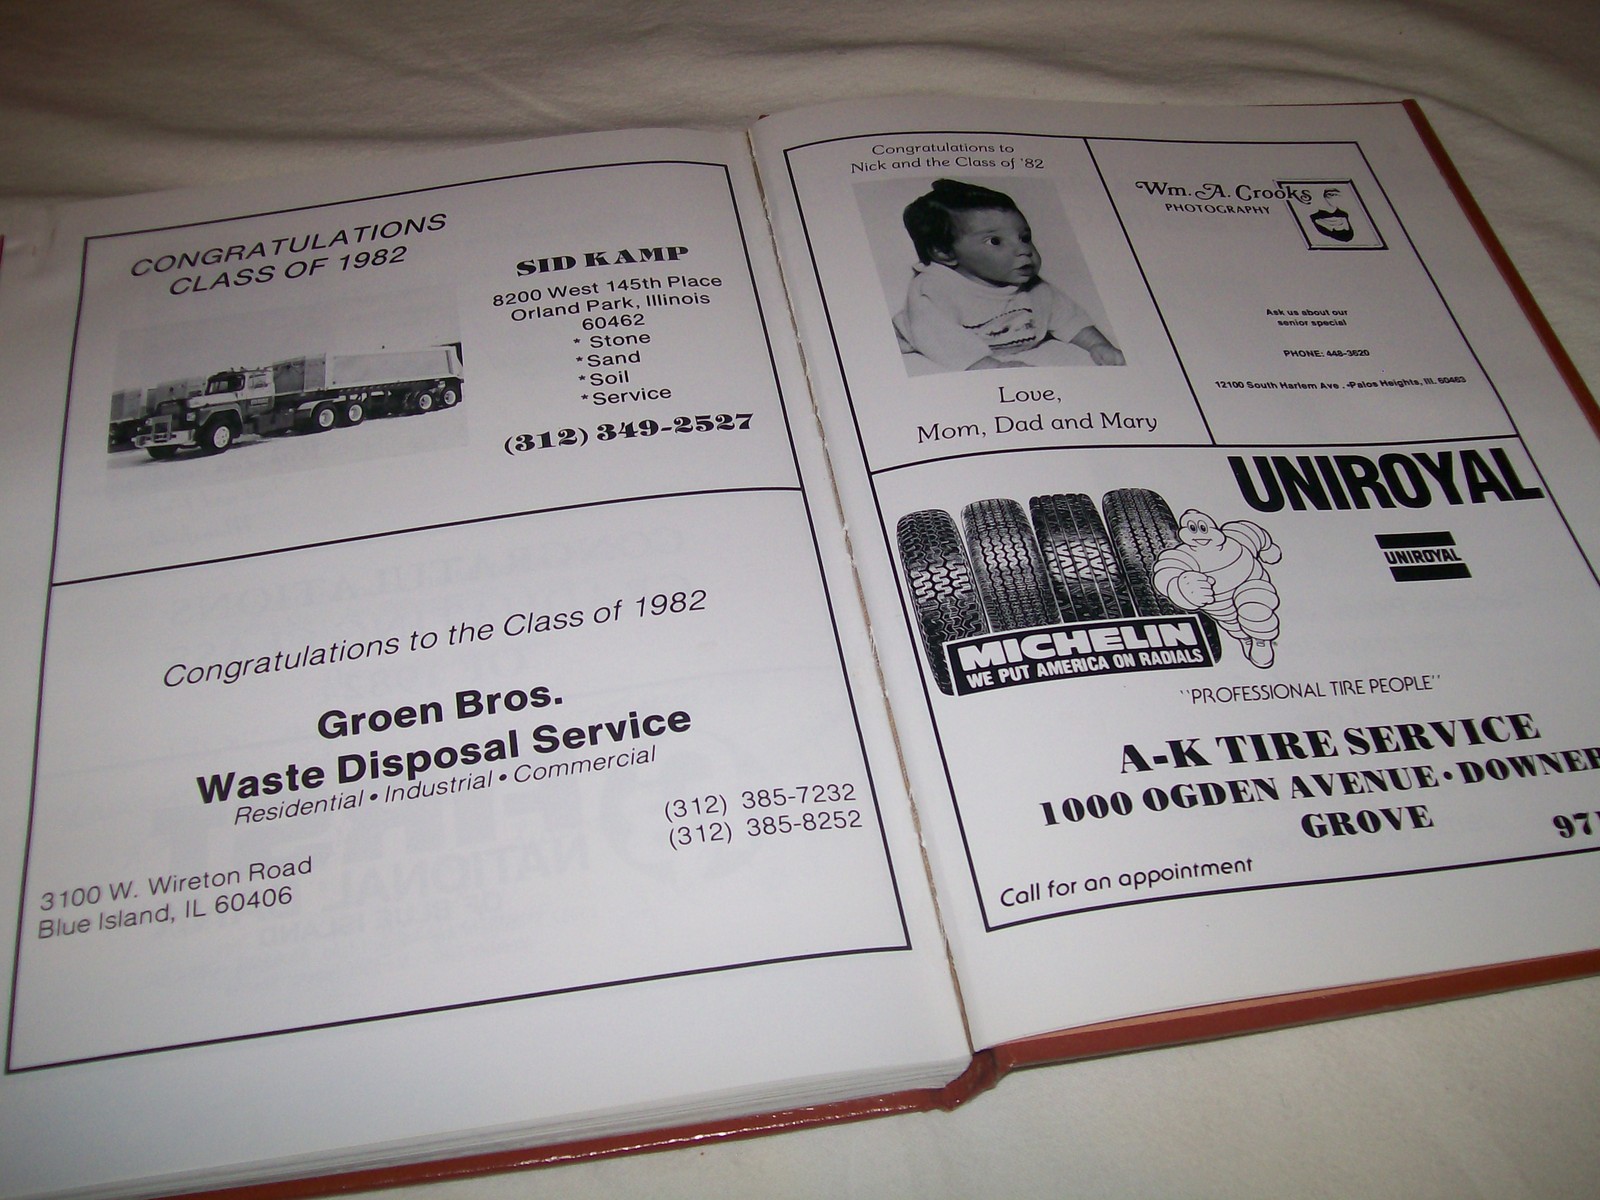 CONGRATULATIONS
CLASS OF 1982
SID KAMP
8200 West 145th Place
Orland Park, Illinois
60462
* Stone
* Sand
* Soil
* Service
(312) 349-2527
Congratulations to the Class of 1982
Groen Bros.
Waste Disposal Service
Residential • Industrial • Commercial
(312) 385-7232
(312) 385-8252
3100 W. Wireton Road
Blue Island, IL 60406
Congratulations to
Nick and the Class of '82
Love,
Mom, Dad and Mary
Wm. A. Crooks
PHOTOGRAPHY
Ask us about our
senior special
PHONE: 448-3620
12100 South Harlem Ave. - Palos Heights, Ill. 60463
UNIROYAL
UNIROYAL
MICHELIN
WE PUT AMERICA ON RADIALS
"PROFESSIONAL TIRE PEOPLE"
A-K TIRE SERVICE
1000 OGDEN AVENUE • DOWNER
GROVE
97
Call for an appointment